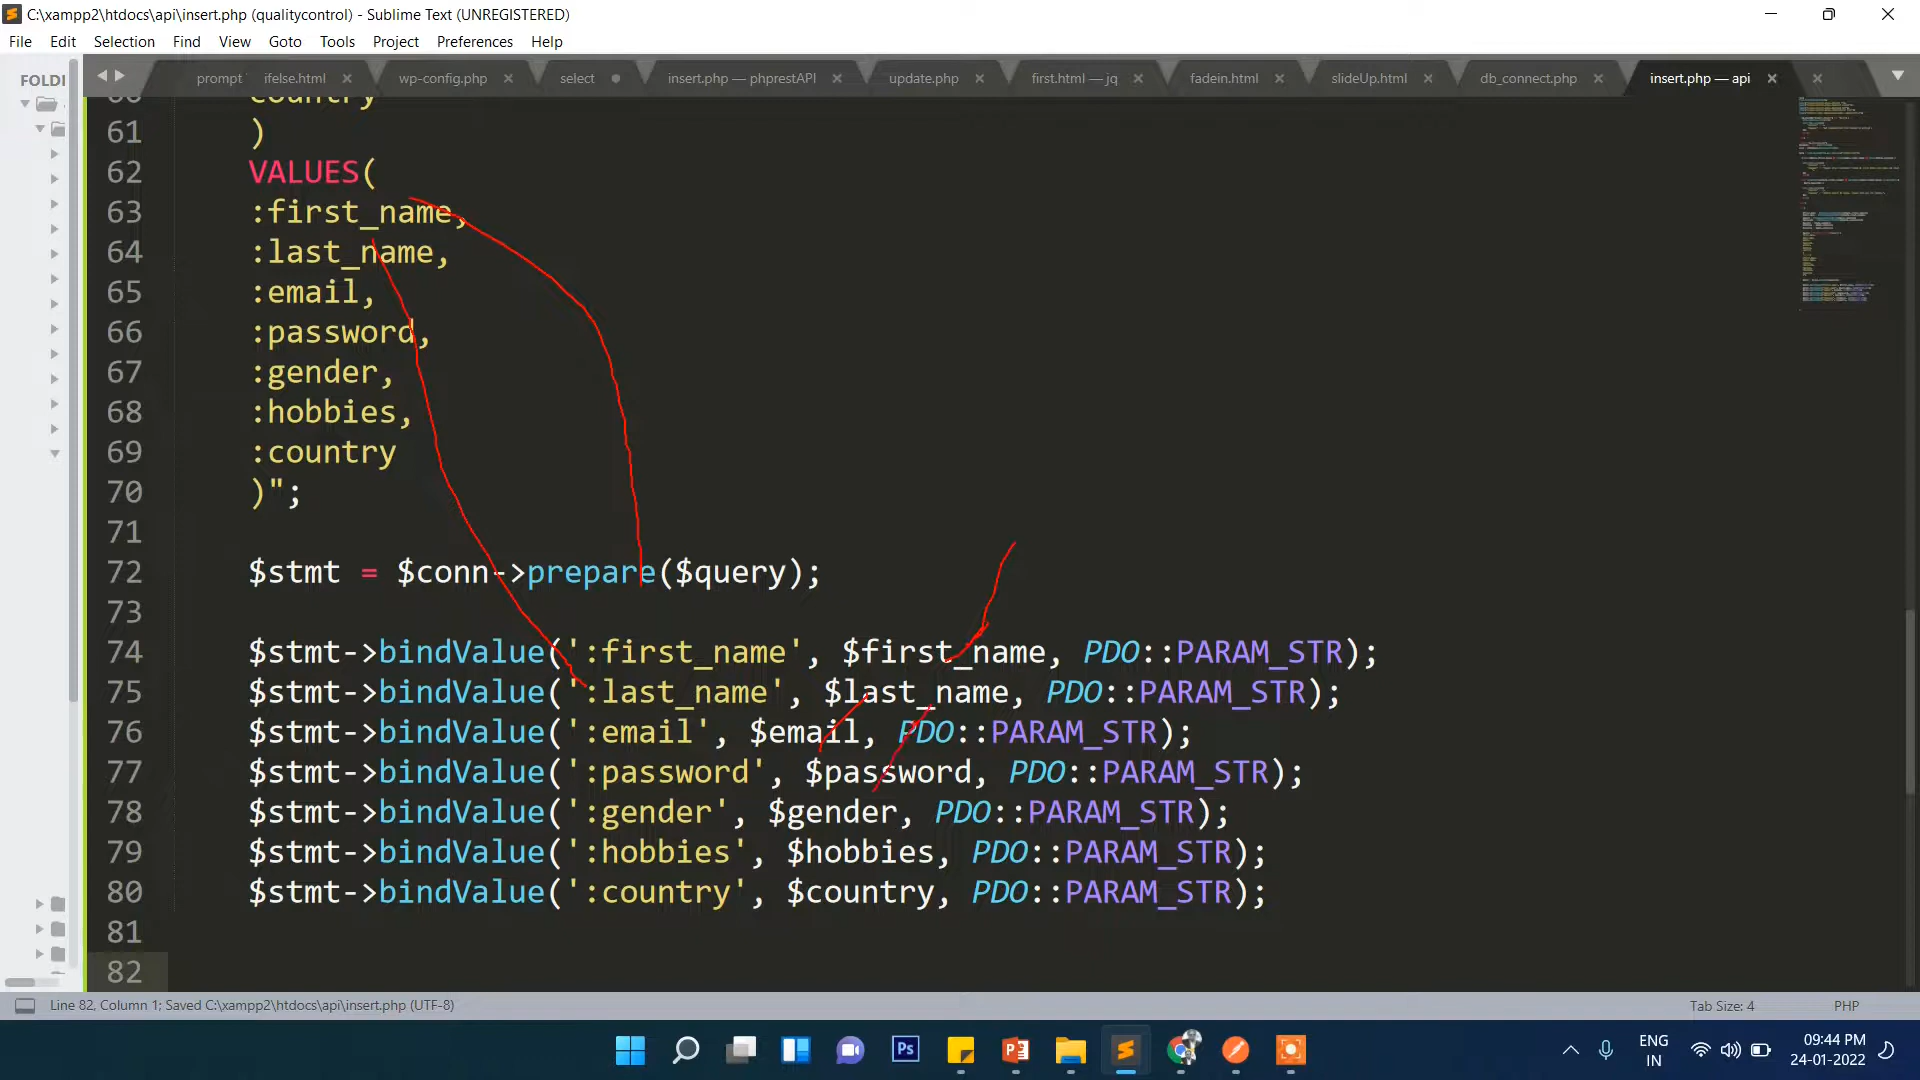 C:\xampp2\htdocs\api\insert.php (qualitycontrol) - Sublime Text (UNREGISTERED)
File Edit Selection Find View Goto Tools Project Preferences Help
FOLDI
prompt ifelse.html wp-config.php select insert.php — phprestAPI update.php first.html — jq fadein.html slideUp.html db_connect.php insert.php — api
60 country
61 )
62 VALUES(
63 :first_name,
64 :last_name,
65 :email,
66 :password,
67 :gender,
68 :hobbies,
69 :country
70 )";
71
72 $stmt = $conn->prepare($query);
73
74 $stmt->bindValue(':first_name', $first_name, PDO::PARAM_STR);
75 $stmt->bindValue(':last_name', $last_name, PDO::PARAM_STR);
76 $stmt->bindValue(':email', $email, PDO::PARAM_STR);
77 $stmt->bindValue(':password', $password, PDO::PARAM_STR);
78 $stmt->bindValue(':gender', $gender, PDO::PARAM_STR);
79 $stmt->bindValue(':hobbies', $hobbies, PDO::PARAM_STR);
80 $stmt->bindValue(':country', $country, PDO::PARAM_STR);
81
82
Line 82, Column 1; Saved C:\xampp2\htdocs\api\insert.php (UTF-8) Tab Size: 4 PHP
Ps
ENG
IN
09:44 PM
24-01-2022